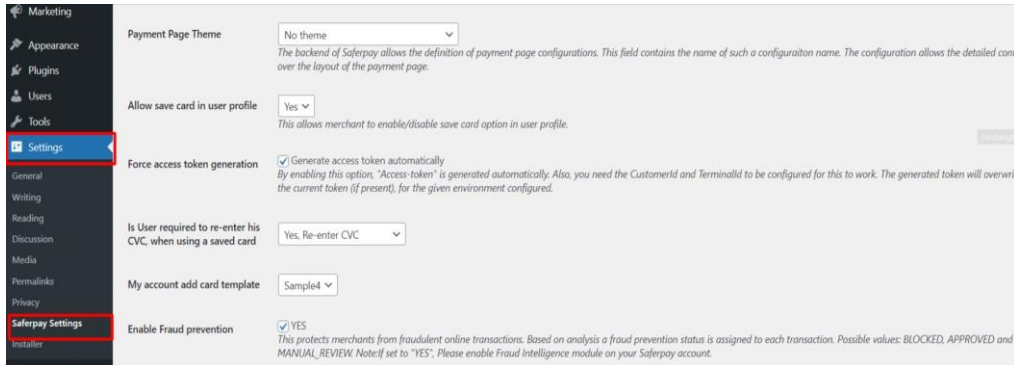 Marketing
Appearance
Plugins
Users
Tools
Settings
General
Writing
Reading
Discussion
Media
Permalinks
Privacy
Saferpay Settings
Installer
Payment Page Theme
No theme
The backend of Saferpay allows the definition of payment page configurations. This field contains the name of such a configuraiton name. The configuration allows the detailed con
over the layout of the payment page.
Allow save card in user profile
Yes
This allows merchant to enable/disable save card option in user profile.
Force access token generation
Generate access token automatically
By enabling this option, "Access-token" is generated automatically. Also, you need the CustomerId and TerminalId to be configured for this to work. The generated token will overwri
the current token (if present), for the given environment configured.
Is User required to re-enter his
CVC, when using a saved card
Yes, Re-enter CVC
My account add card template
Sample4
Enable Fraud prevention
YES
This protects merchants from fraudulent online transactions. Based on analysis a fraud prevention status is assigned to each transaction. Possible values: BLOCKED, APPROVED and
MANUAL_REVIEW. Note:If set to "YES", Please enable Fraud Intelligence module on your Saferpay account.